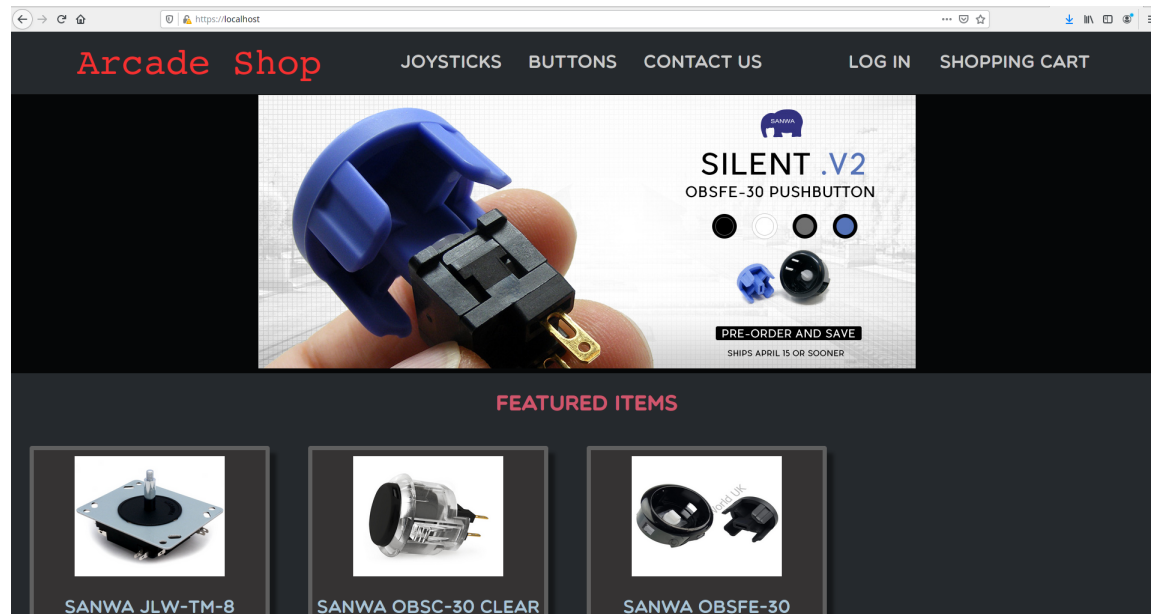 https://localhost
Arcade Shop
JOYSTICKS BUTTONS CONTACT US
LOG IN SHOPPING CART
SANWA
SILENT .V2
OBSFE-30 PUSHBUTTON
PRE-ORDER AND SAVE
SHIPS APRIL 15 OR SOONER
FEATURED ITEMS
World UK
SANWA JLW-TM-8
SANWA OBSC-30 CLEAR
SANWA OBSFE-30